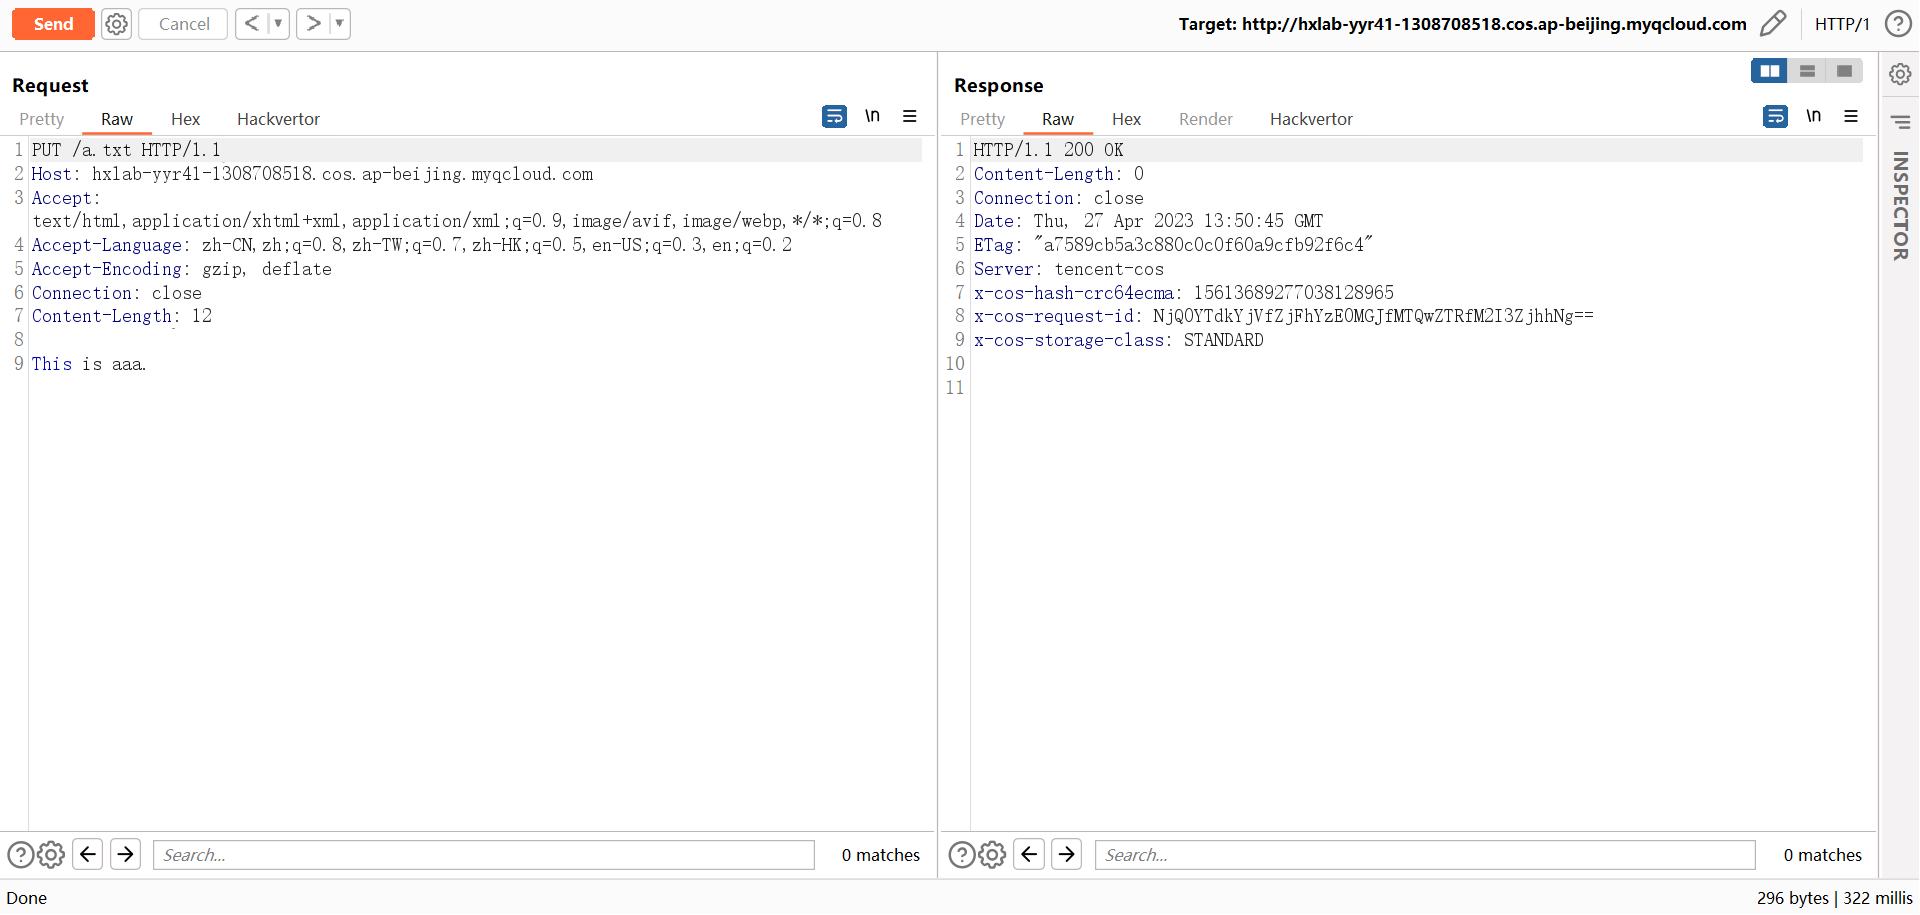 Send
Cancel
Target: http://hxlab-yyr41-1308708518.cos.ap-beijing.myqcloud.com
HTTP/1
Request
Pretty Raw Hex Hackvertor
\n
1 PUT /a.txt HTTP/1.1
2 Host: hxlab-yyr41-1308708518.cos.ap-beijing.myqcloud.com
3 Accept:
text/html,application/xhtml+xml,application/xml;q=0.9,image/avif,image/webp,*/*;q=0.8
4 Accept-Language: zh-CN,zh;q=0.8,zh-TW;q=0.7,zh-HK;q=0.5,en-US;q=0.3,en;q=0.2
5 Accept-Encoding: gzip, deflate
6 Connection: close
7 Content-Length: 12
8
9 This is aaa.
Search...
0 matches
Response
Pretty Raw Hex Render Hackvertor
\n
1 HTTP/1.1 200 OK
2 Content-Length: 0
3 Connection: close
4 Date: Thu, 27 Apr 2023 13:50:45 GMT
5 ETag: "a7589cb5a3c880c0c0f60a9cfb92f6c4"
6 Server: tencent-cos
7 x-cos-hash-crc64ecma: 15613689277038128965
8 x-cos-request-id: NjQ0YTdkYjVfZjFhYzE0MGJfMTQwZTRfM2I3ZjhhNg==
9 x-cos-storage-class: STANDARD
10
11
Search...
0 matches
INSPECTOR
Done
296 bytes | 322 millis